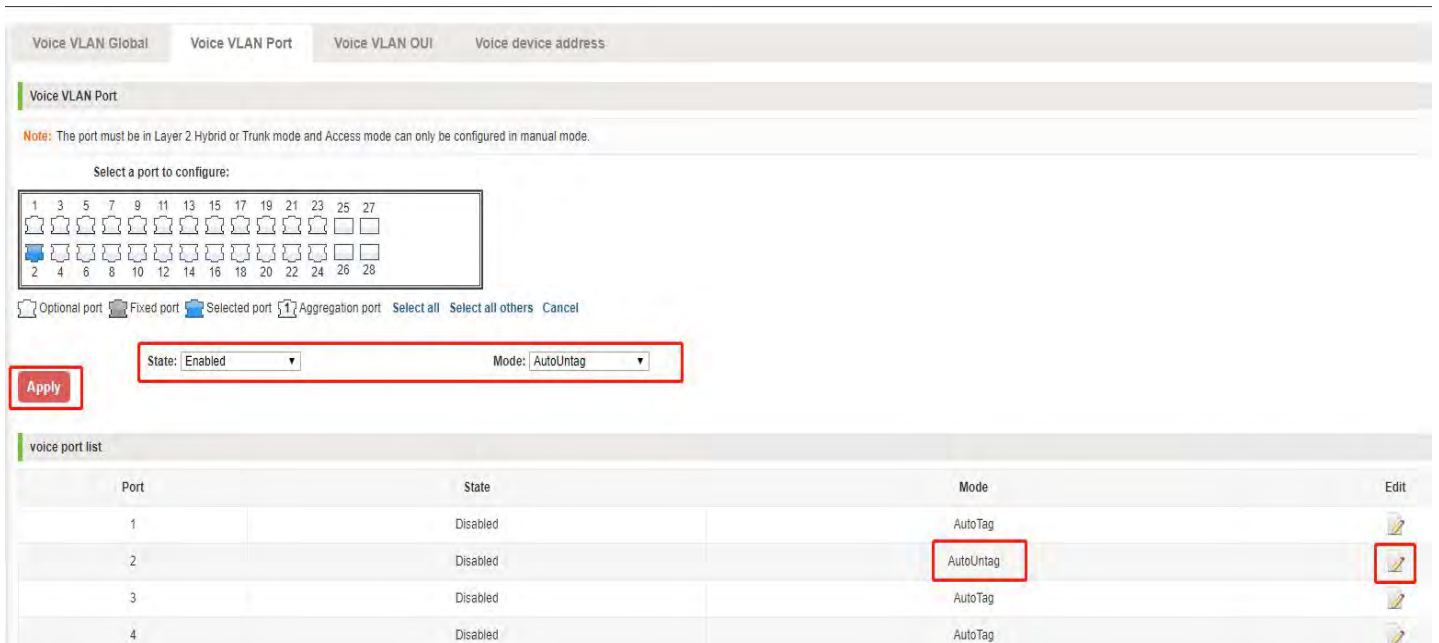 Voice VLAN Global Voice VLAN Port Voice VLAN OUI Voice device address
Voice VLAN Port
Note: The port must be in Layer 2 Hybrid or Trunk mode and Access mode can only be configured in manual mode.
Select a port to configure:
1 3 5 7 9 11 13 15 17 19 21 23 25 27
2 4 6 8 10 12 14 16 18 20 22 24 26 28
Optional port Fixed port Selected port 1 Aggregation port Select all Select all others Cancel
State: Enabled Mode: AutoUntag
Apply
voice port list
Port State Mode Edit
1 Disabled AutoTag
2 Disabled AutoUntag
3 Disabled AutoTag
4 Disabled AutoTag